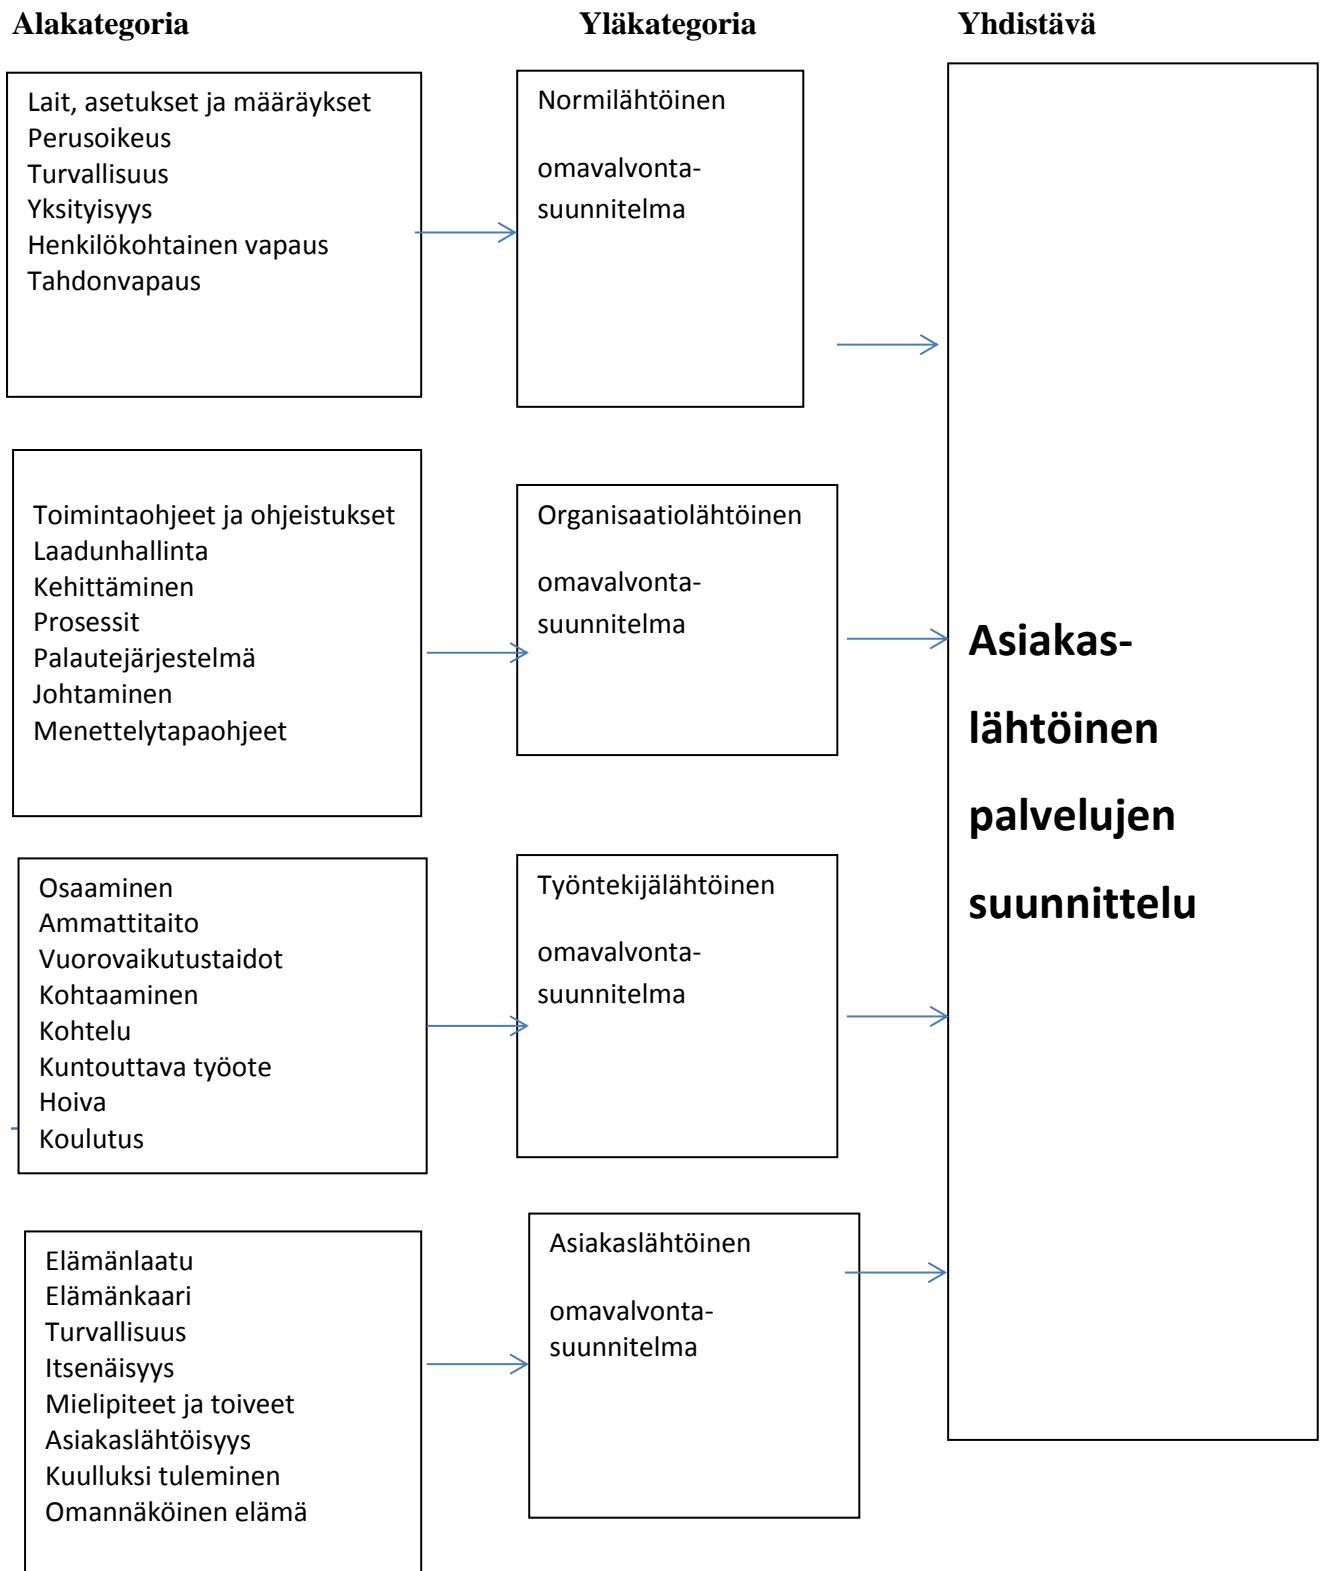 Alakategoria
Yläkategoria
Yhdistävä
Lait, asetukset ja määräykset
Perusoikeus
Turvallisuus
Yksityisyys
Henkilökohtainen vapaus
Tahdonvapaus
Normilähtöinen
omavalvonta-
suunnitelma
Toimintaohjeet ja ohjeistukset
Laadunhallinta
Kehittäminen
Prosessit
Palautejärjestelmä
Johtaminen
Menettelytapaohjeet
Organisaatiolähtöinen
omavalvonta-
suunnitelma
Osaaminen
Ammattitaito
Vuorovaikutustaidot
Kohtaaminen
Kohtelu
Kuntouttava työote
Hoiva
Koulutus
Työntekijälähtöinen
omavalvonta-
suunnitelma
Elämänlaatu
Elämänkaari
Turvallisuus
Itsenäisyys
Mielipiteet ja toiveet
Asiakaslähtöisyys
Kuulluksi tuleminen
Omannäköinen elämä
Asiakaslähtöinen
omavalvonta-
suunnitelma
Asiakas-
lähtöinen
palvelujen
suunnittelu